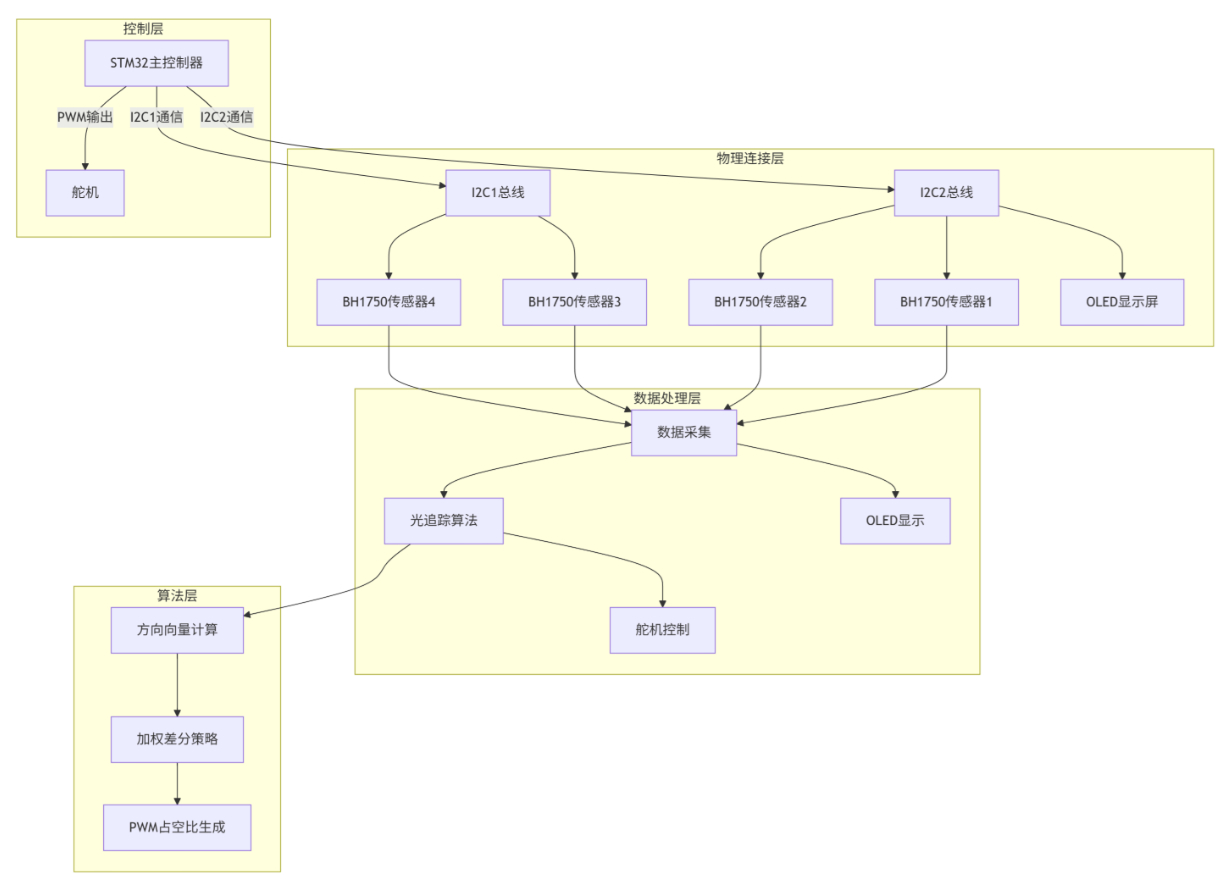 控制层
STM32主控制器
PWM输出
I2C1通信
I2C2通信
舵机
物理连接层
I2C1总线
I2C2总线
BH1750传感器4
BH1750传感器3
BH1750传感器2
BH1750传感器1
OLED显示屏
数据处理层
数据采集
光追踪算法
OLED显示
舵机控制
算法层
方向向量计算
加权差分策略
PWM占空比生成